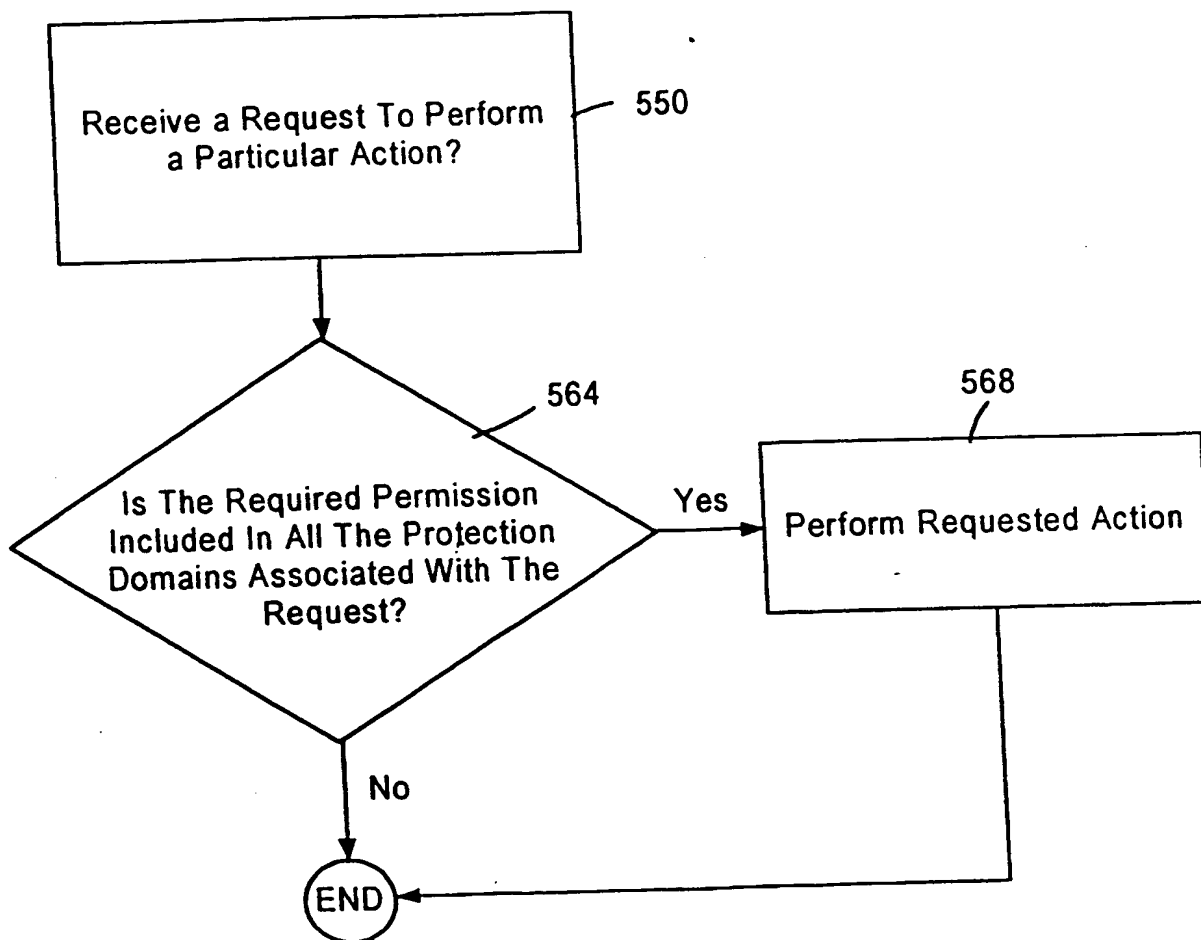 Receive a Request To Perform
a Particular Action?
550
564
Is The Required Permission
Included In All The Protection
Domains Associated With The
Request?
Yes
568
Perform Requested Action
No
END